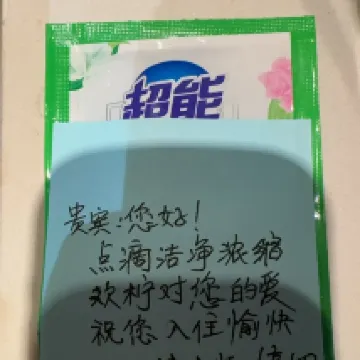 超能
贵宾:您好!
点滴洁净浓缩
欢柠对您的爱
祝您入住愉快